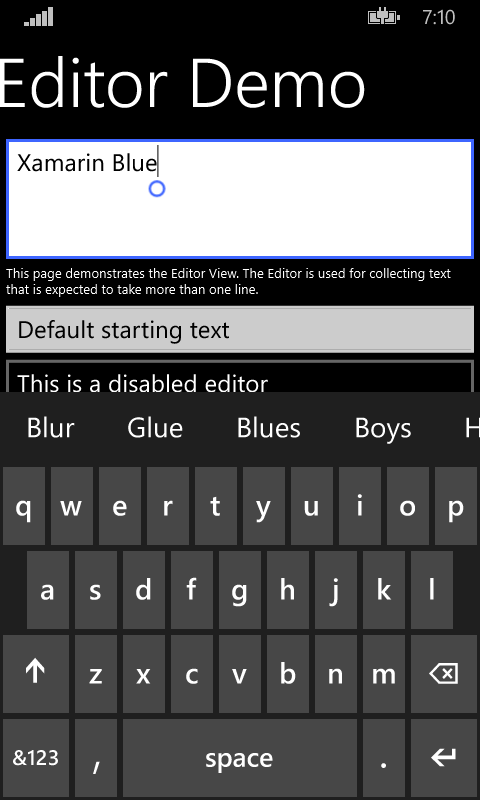 7:10
Editor Demo
Xamarin Blue
This page demonstrates the Editor View. The Editor is used for collecting text
that is expected to take more than one line.
Default starting text
This is a disabled editor
Blur Glue Blues Boys H
q w e r t y u i o p
a s d f g h j k l
z x c v b n m
&123 , space .